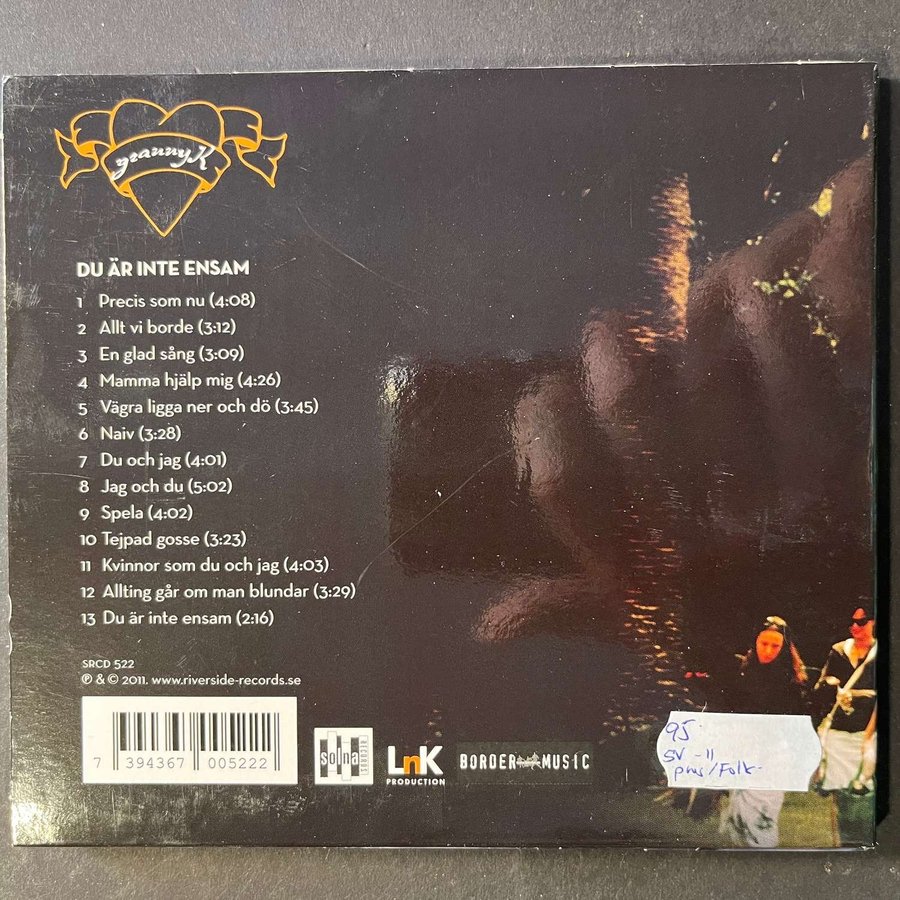 grannyK
DU ÄR INTE ENSAM
1 Precis som nu (4:08)
2 Allt vi borde (3:12)
3 En glad sång (3:09)
4 Mamma hjälp mig (4:26)
5 Vägra ligga ner och dö (3:45)
6 Naiv (3:28)
7 Du och jag (4:01)
8 Jag och du (5:02)
9 Spela (4:02)
10 Tejpad gosse (3:23)
11 Kvinnor som du och jag (4:03)
12 Allting går om man blundar (3:29)
13 Du är inte ensam (2:16)
SRCD 522
℗ & © 2011. www.riverside-records.se
7 394367 005222
solna
RECORDS
LnK
PRODUCTION
BORDER MUSIC
95:-
SV -11
/Folk-